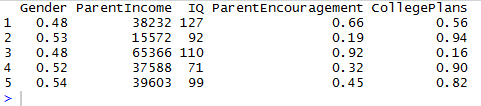 Gender ParentIncome IQ ParentEncouragement CollegePlans
1 0.48 38232 127 0.66 0.56
2 0.53 15572 92 0.19 0.94
3 0.48 65366 110 0.92 0.16
4 0.52 37588 71 0.32 0.90
5 0.54 39603 99 0.45 0.82
>